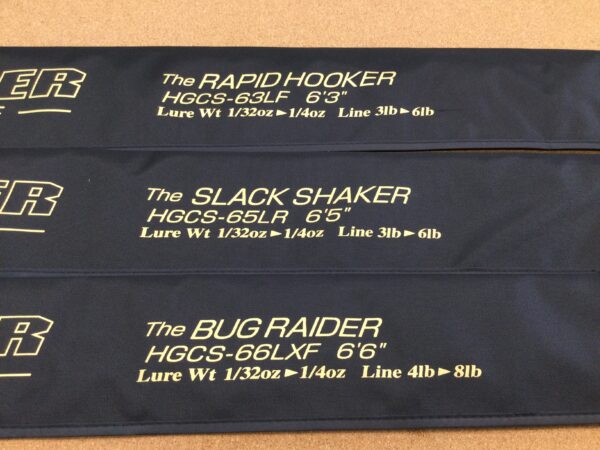 ER The RAPID HOOKER
HGCS-63LF 6'3"
Lure Wt 1/32oz►1/4oz Line 3lb►6lb
ER The SLACK SHAKER
HGCS-65LR 6'5"
Lure Wt 1/32oz►1/4oz Line 3lb►6lb
R The BUG RAIDER
HGCS-66LXF 6'6"
Lure Wt 1/32oz►1/4oz Line 4lb►8lb